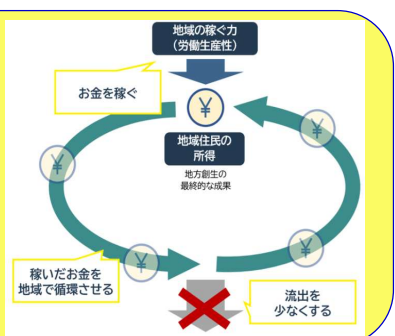 地域の稼ぐ力
(労働生産性)
お金を稼ぐ
¥
¥
¥
地域住民の
所得
地方創生の
最終的な成果
¥
¥
稼いだお金を
地域で循環させる
流出を
少なくする